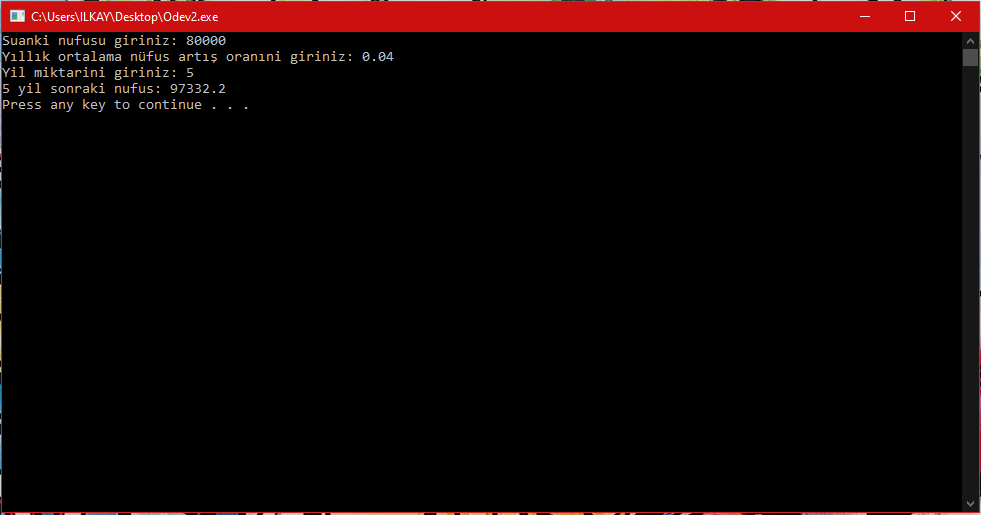 C:\Users\ILKAY\Desktop\Odev2.exe
Suanki nufusu giriniz: 80000
Yıllık ortalama nüfus artış oranıni giriniz: 0.04
Yil miktarini giriniz: 5
5 yil sonraki nufus: 97332.2
Press any key to continue . . .